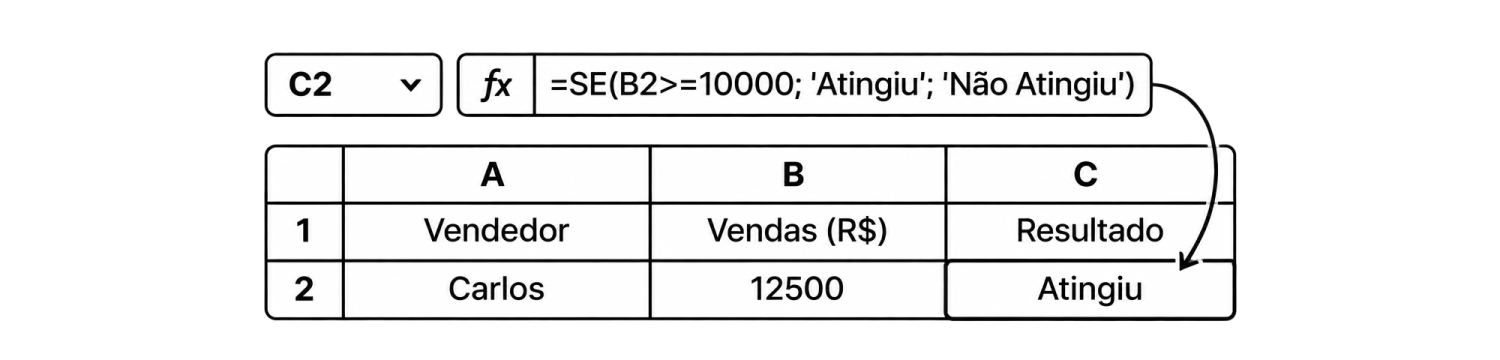 C2 fx =SE(B2>=10000; 'Atingiu'; 'Não Atingiu')
A B C
1 Vendedor Vendas (R$) Resultado
2 Carlos 12500 Atingiu